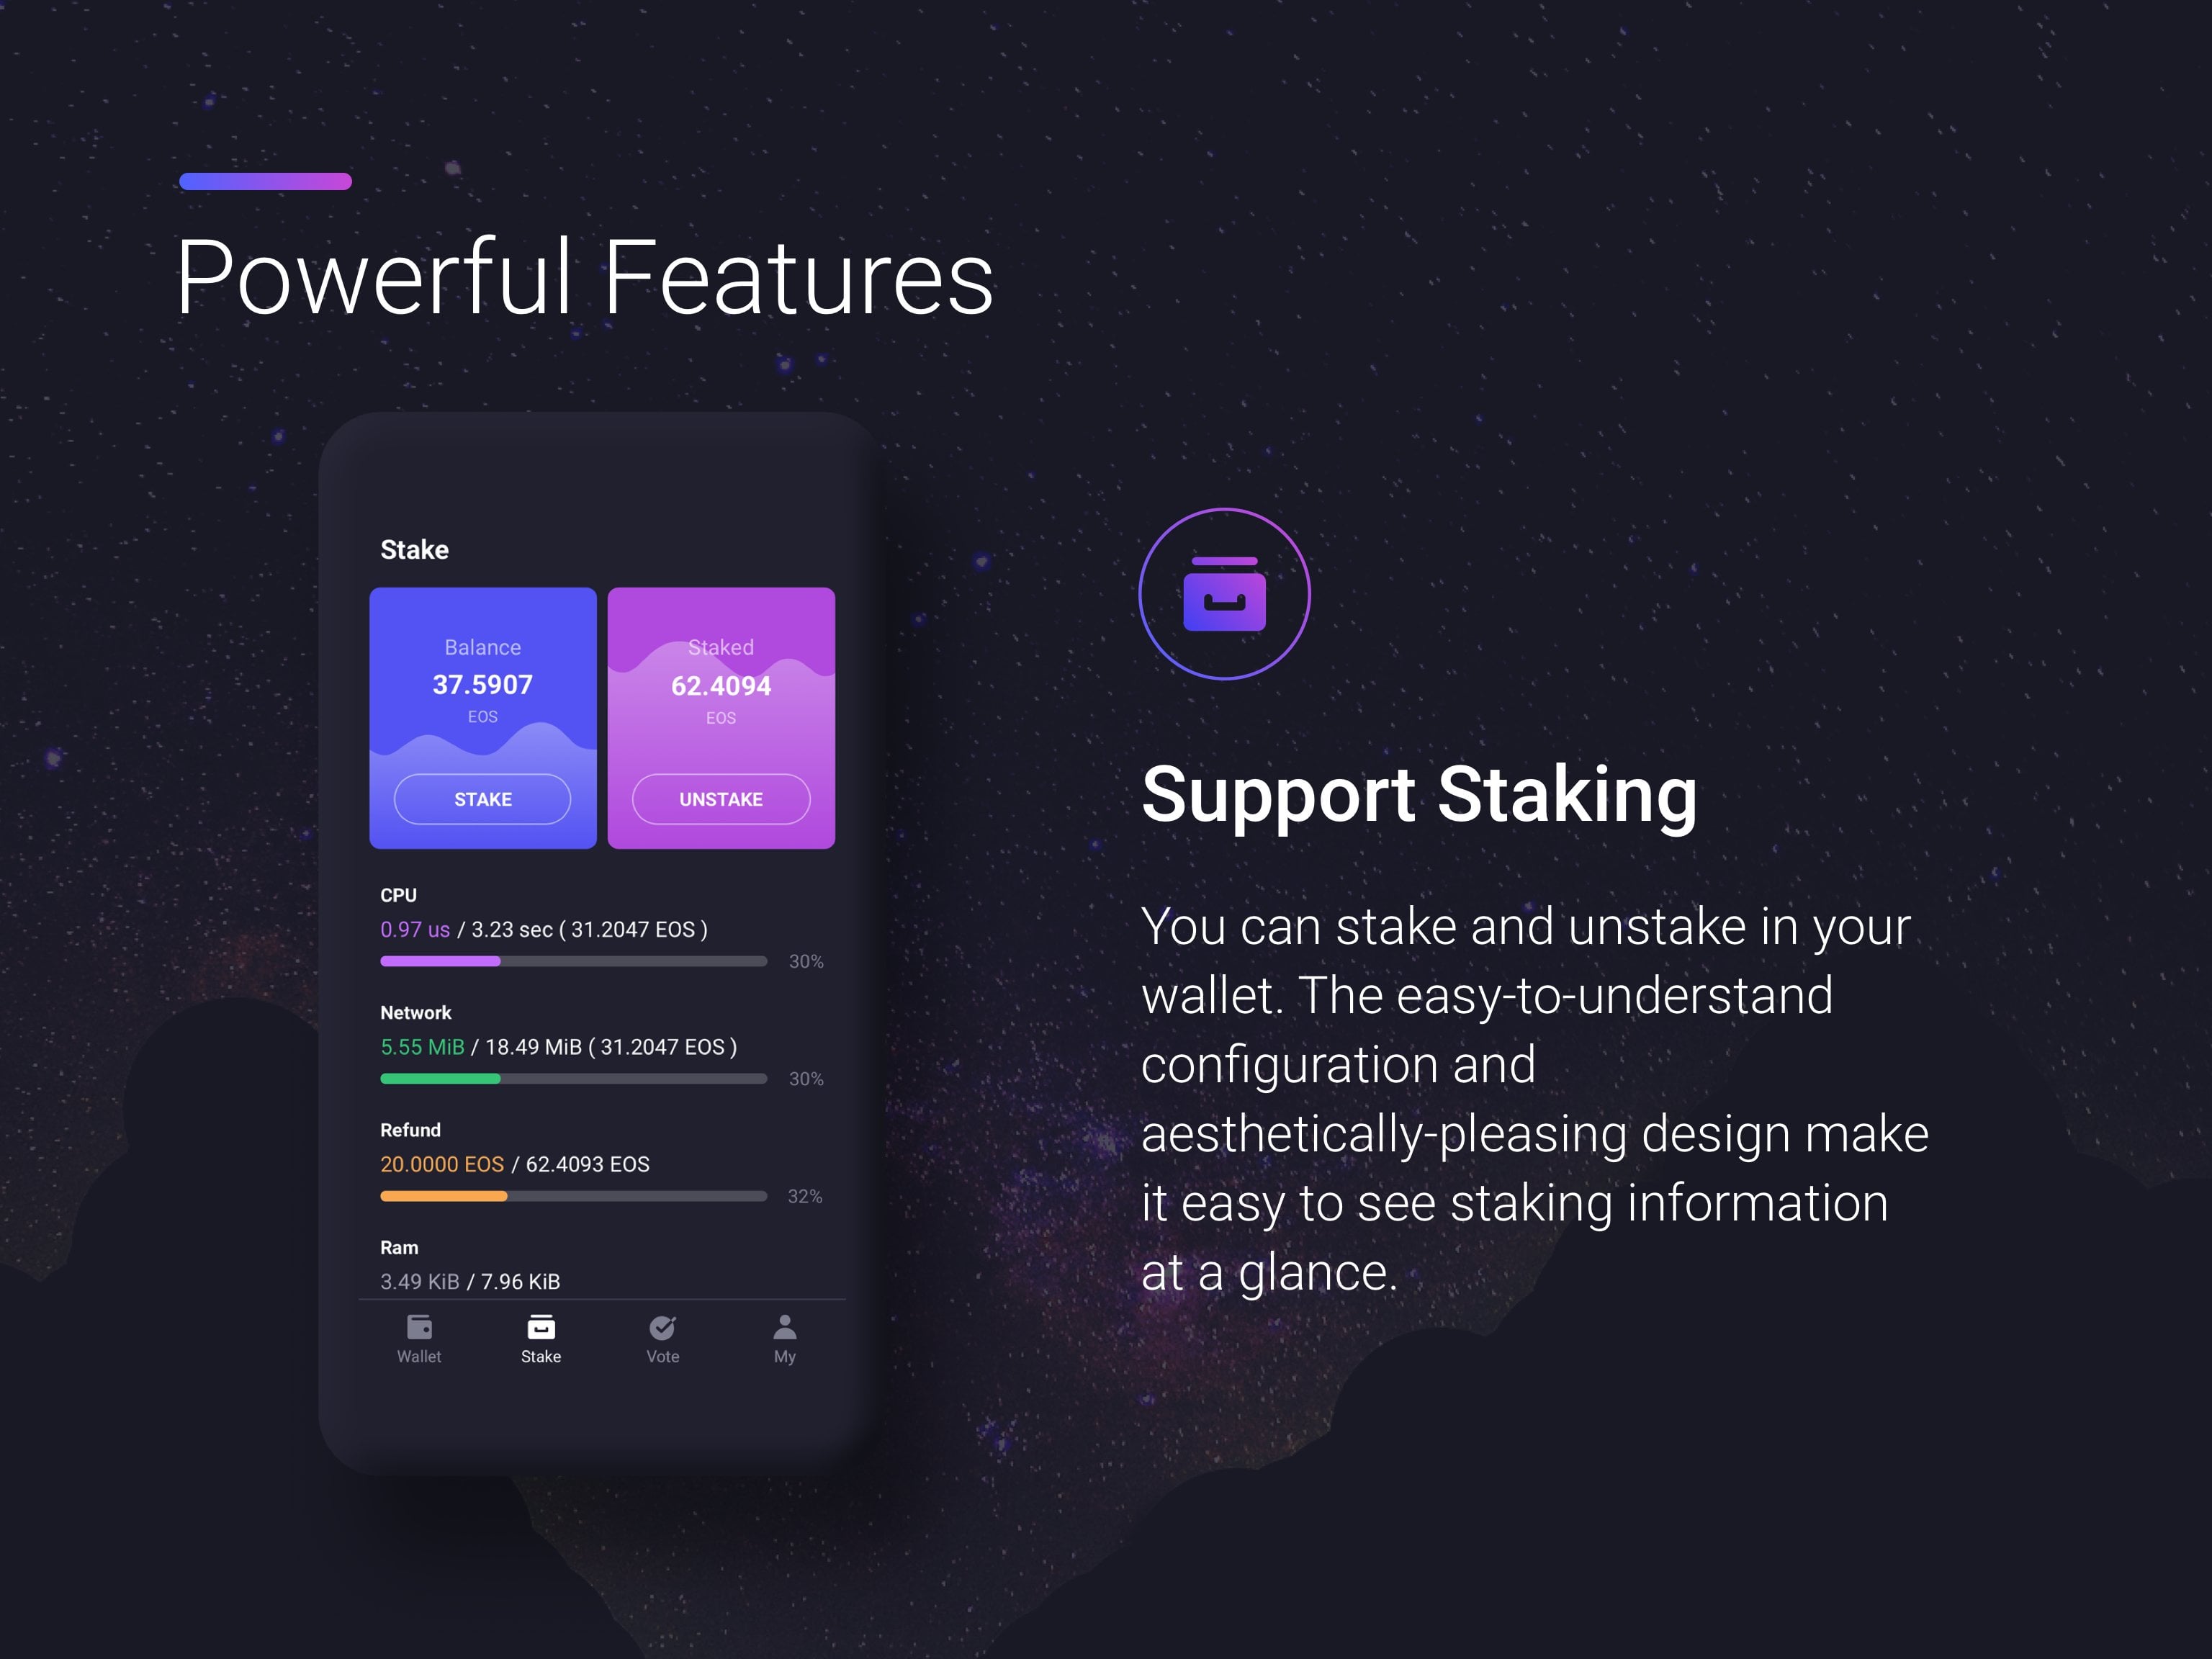 Powerful Features
Stake
Balance
37.5907
EOS
STAKE
Staked
62.4094
EOS
UNSTAKE
CPU
0.97 us / 3.23 sec ( 31.2047 EOS )
30%
Network
5.55 MiB / 18.49 MiB ( 31.2047 EOS )
30%
Refund
20.0000 EOS / 62.4093 EOS
32%
Ram
3.49 KiB / 7.96 KiB
Wallet
Stake
Vote
My
Support Staking
You can stake and unstake in your
wallet. The easy-to-understand
configuration and
aesthetically-pleasing design make
it easy to see staking information
at a glance.